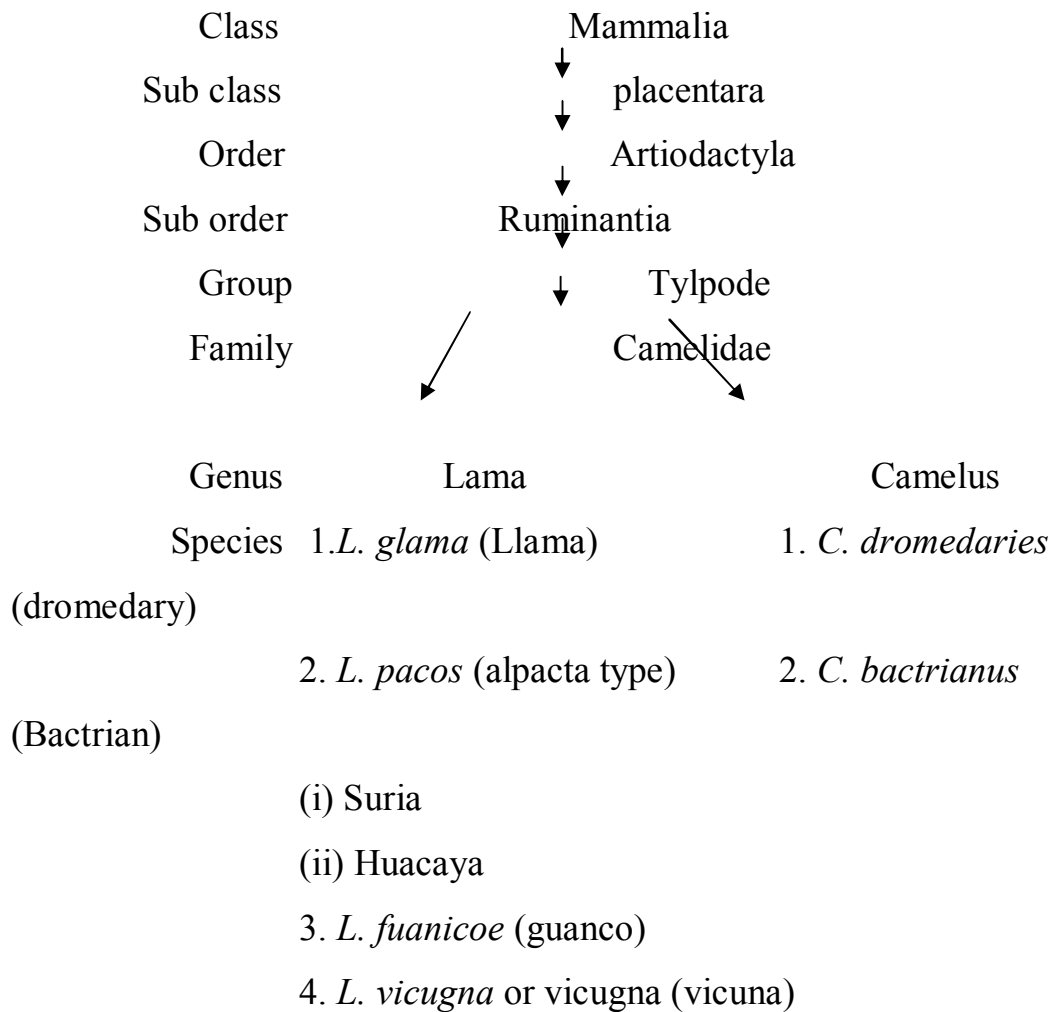 Class Mammalia
Sub class placentara
Order Artiodactyla
Sub order Ruminantia
Group Tylpode
Family Camelidae
Genus Lama Camelus
Species 1.L. glama (Llama) 1. C. dromedaries
(dromedary)
2. L. pacos (alpacta type) 2. C. bactrianus
(Bactrian)
(i) Suria
(ii) Huacaya
3. L. fuanicoe (guanco)
4. L. vicugna or vicugna (vicuna)